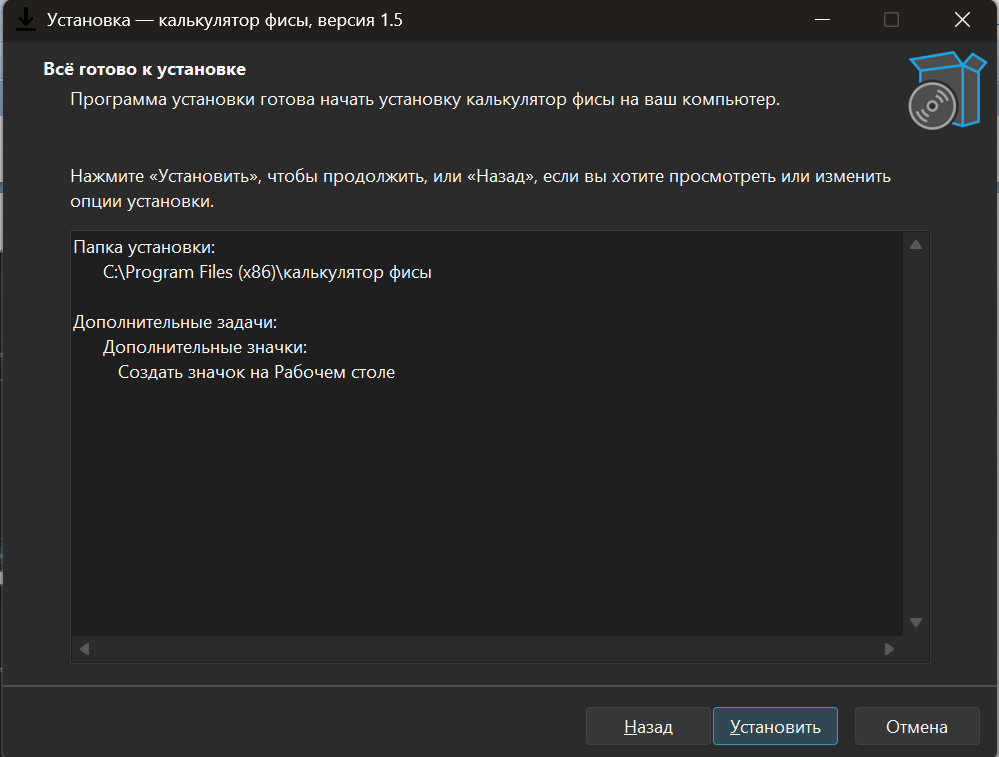 Установка — калькулятор фисы, версия 1.5
Всё готово к установке
Программа установки готова начать установку калькулятор фисы на ваш компьютер.
Нажмите «Установить», чтобы продолжить, или «Назад», если вы хотите просмотреть или изменить
опции установки.
Папка установки:
C:\Program Files (x86)\калькулятор фисы
Дополнительные задачи:
Дополнительные значки:
Создать значок на Рабочем столе
Назад
Установить
Отмена